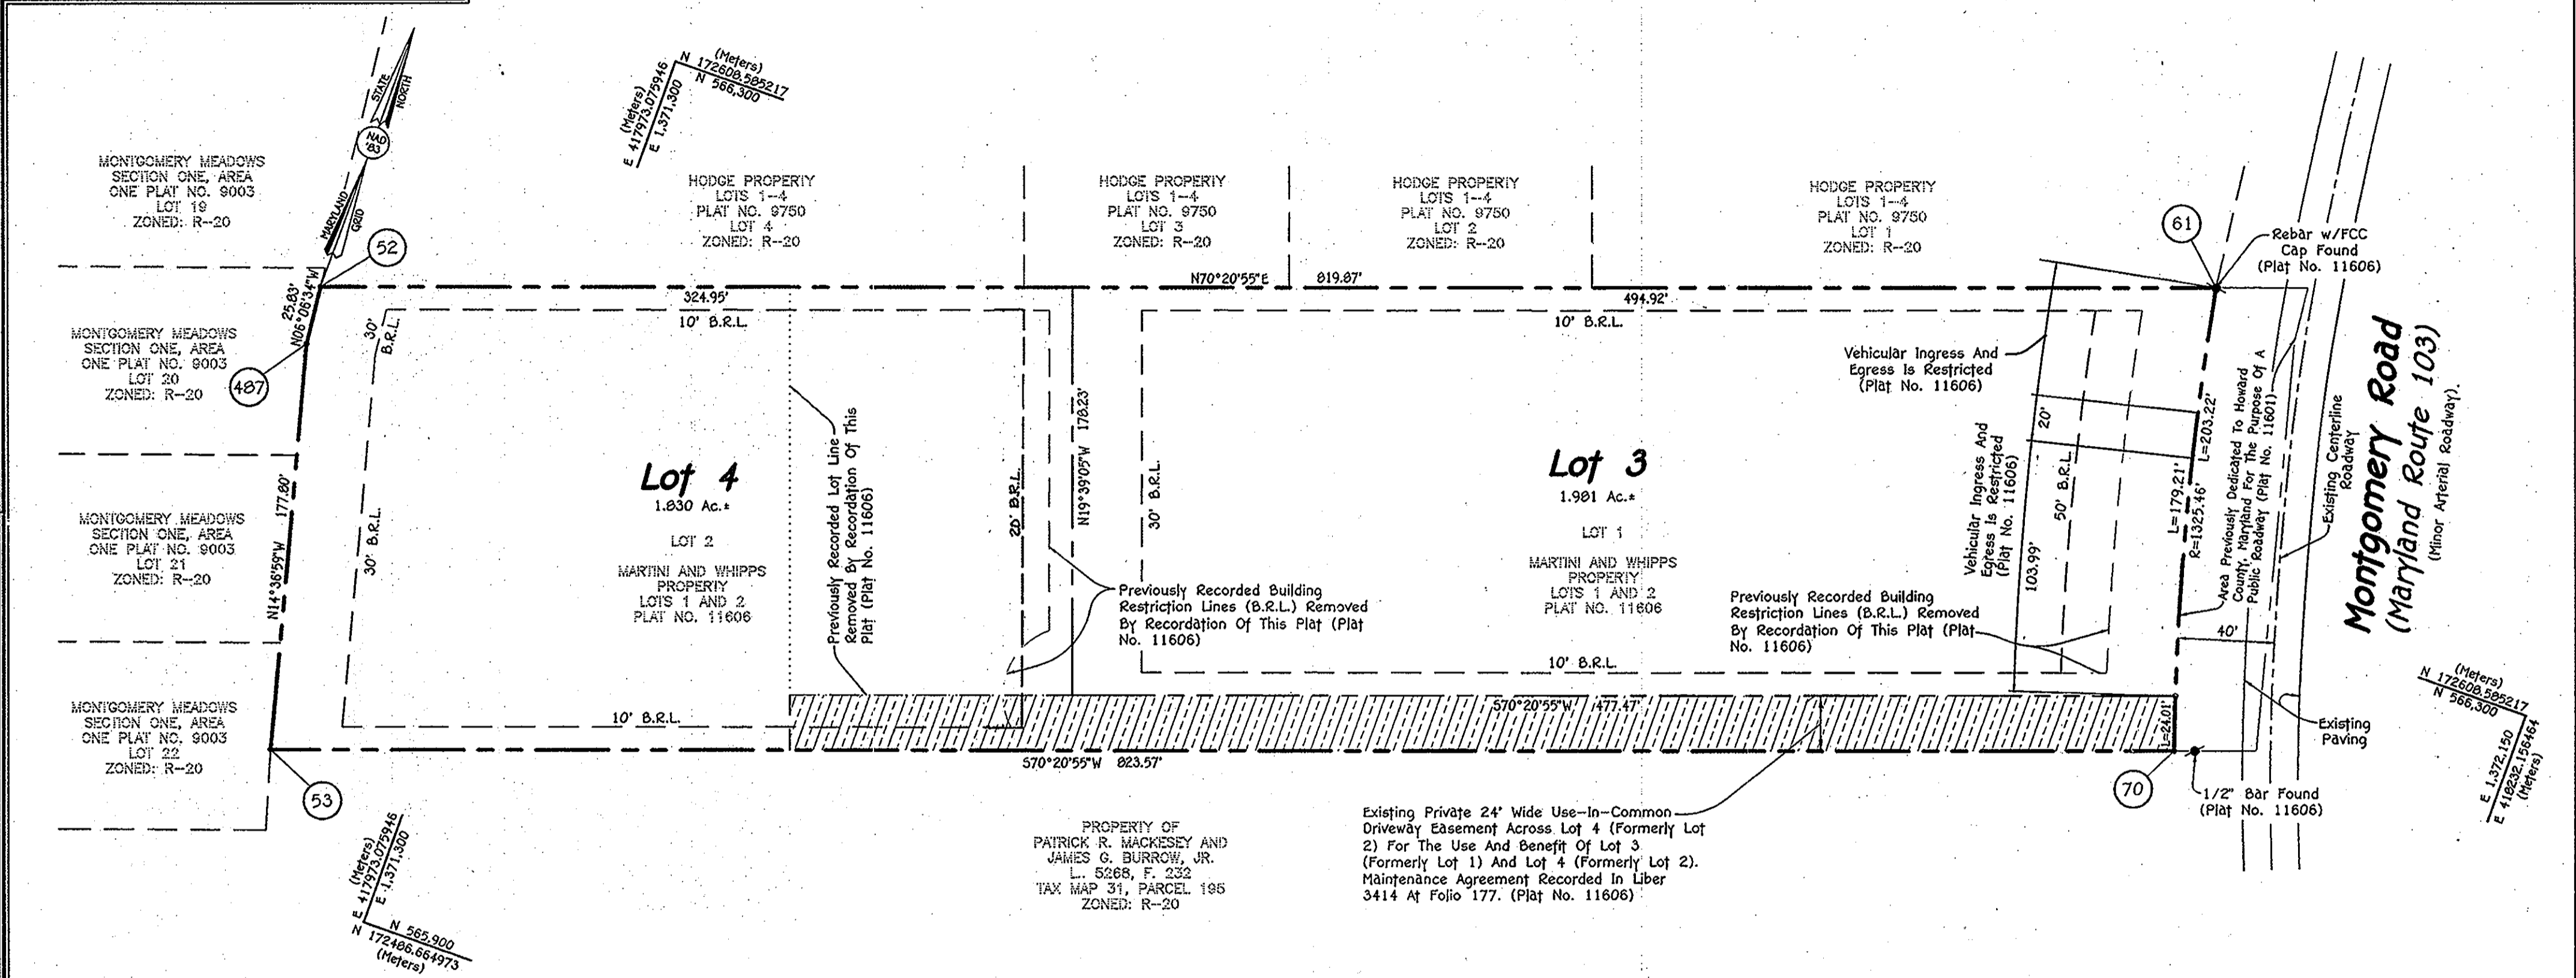 STATE
NORTH
NAD
'83
MARYLAND
GRID
(Meters)
N 172608.585217
N 566,300
(Meters)
E 417973.075946
E 1,371,300
MONTGOMERY MEADOWS
SECTION ONE, AREA
ONE PLAT NO. 9003
LOT 19
ZONED: R-20
HODGE PROPERTY
LOTS 1-4
PLAT NO. 9750
LOT 4
ZONED: R-20
HODGE PROPERTY
LOTS 1-4
PLAT NO. 9750
LOT 3
ZONED: R-20
HODGE PROPERTY
LOTS 1-4
PLAT NO. 9750
LOT 2
ZONED: R-20
HODGE PROPERTY
LOTS 1-4
PLAT NO. 9750
LOT 1
ZONED: R-20
61
Rebar w/FCC
Cap Found
(Plat No. 11606)
52
25.83'
N06°06'34"W
324.95'
N70°20'55"E 819.87'
494.92'
MONTGOMERY MEADOWS
SECTION ONE, AREA
ONE PLAT NO. 9003
LOT 20
ZONED: R-20
487
30'
B.R.L.
10' B.R.L.
10' B.R.L.
Vehicular Ingress And
Egress Is Restricted
(Plat No. 11606)
Lot 4
1.830 Ac.±
LOT 2
MARTINI AND WHIPPS
PROPERTY
LOTS 1 AND 2
PLAT NO. 11606
Previously Recorded Lot Line
Removed By Recordation Of This
Plat (Plat No. 11606)
20' B.R.L.
N19°39'05"W 178.23'
30' B.R.L.
Lot 3
1.981 Ac.±
LOT 1
MARTINI AND WHIPPS
PROPERTY
LOTS 1 AND 2
PLAT NO. 11606
Vehicular Ingress And
Egress Is Restricted
(Plat No. 11606)
20'
103.99'
50' B.R.L.
L=203.22'
L=179.21'
R=1325.46'
Area Previously Dedicated To Howard
County, Maryland For The Purpose Of A
Public Roadway (Plat No. 11601)
Existing Centerline
Roadway
Montgomery Road
(Maryland Route 103)
(Minor Arterial Roadway).
MONTGOMERY MEADOWS
SECTION ONE, AREA
ONE PLAT NO. 9003
LOT 21
ZONED: R-20
N14°36'59"W 177.80'
30' B.R.L.
Previously Recorded Building
Restriction Lines (B.R.L.) Removed
By Recordation Of This Plat (Plat
No. 11606)
Previously Recorded Building
Restriction Lines (B.R.L.) Removed
By Recordation Of This Plat (Plat
No. 11606)
40'
10' B.R.L.
10' B.R.L.
S70°20'55"W 477.47'
L=24.01'
MONTGOMERY MEADOWS
SECTION ONE, AREA
ONE PLAT NO. 9003
LOT 22
ZONED: R-20
53
S70°20'55"W 823.57'
70
1/2" Bar Found
(Plat No. 11606)
Existing
Paving
(Meters)
N 172608.585217
N 566,300
E 1,372,150
E 418232.156464
(Meters)
PROPERTY OF
PATRICK R. MACKESEY AND
JAMES G. BURROW, JR.
L. 5268, F. 232
TAX MAP 31, PARCEL 195
ZONED: R-20
Existing Private 24' Wide Use-In-Common
Driveway Easement Across Lot 4 (Formerly Lot
2) For The Use And Benefit Of Lot 3
(Formerly Lot 1) And Lot 4 (Formerly Lot 2).
Maintenance Agreement Recorded In Liber
3414 At Folio 177. (Plat No. 11606)
(Meters)
E 417973.075946
E 1,371,300
N 565,900
N 172486.664973
(Meters)